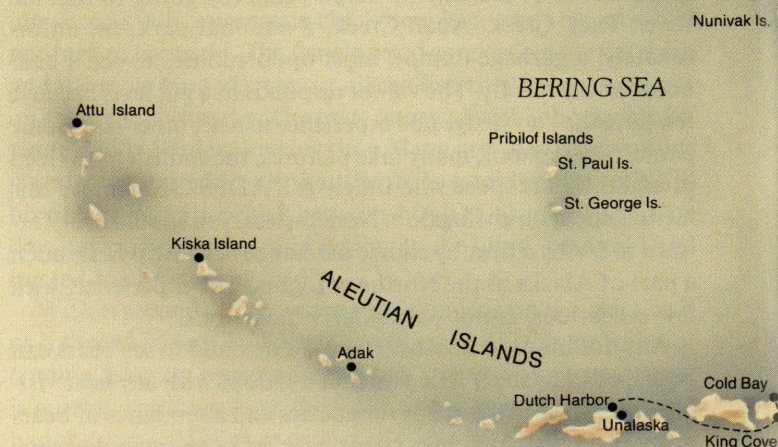 Nunivak Is.
BERING SEA
Attu Island
Pribilof Islands
St. Paul Is.
St. George Is.
Kiska Island
ALEUTIAN ISLANDS
Adak
Cold Bay
Dutch Harbor
Unalaska
King Cove